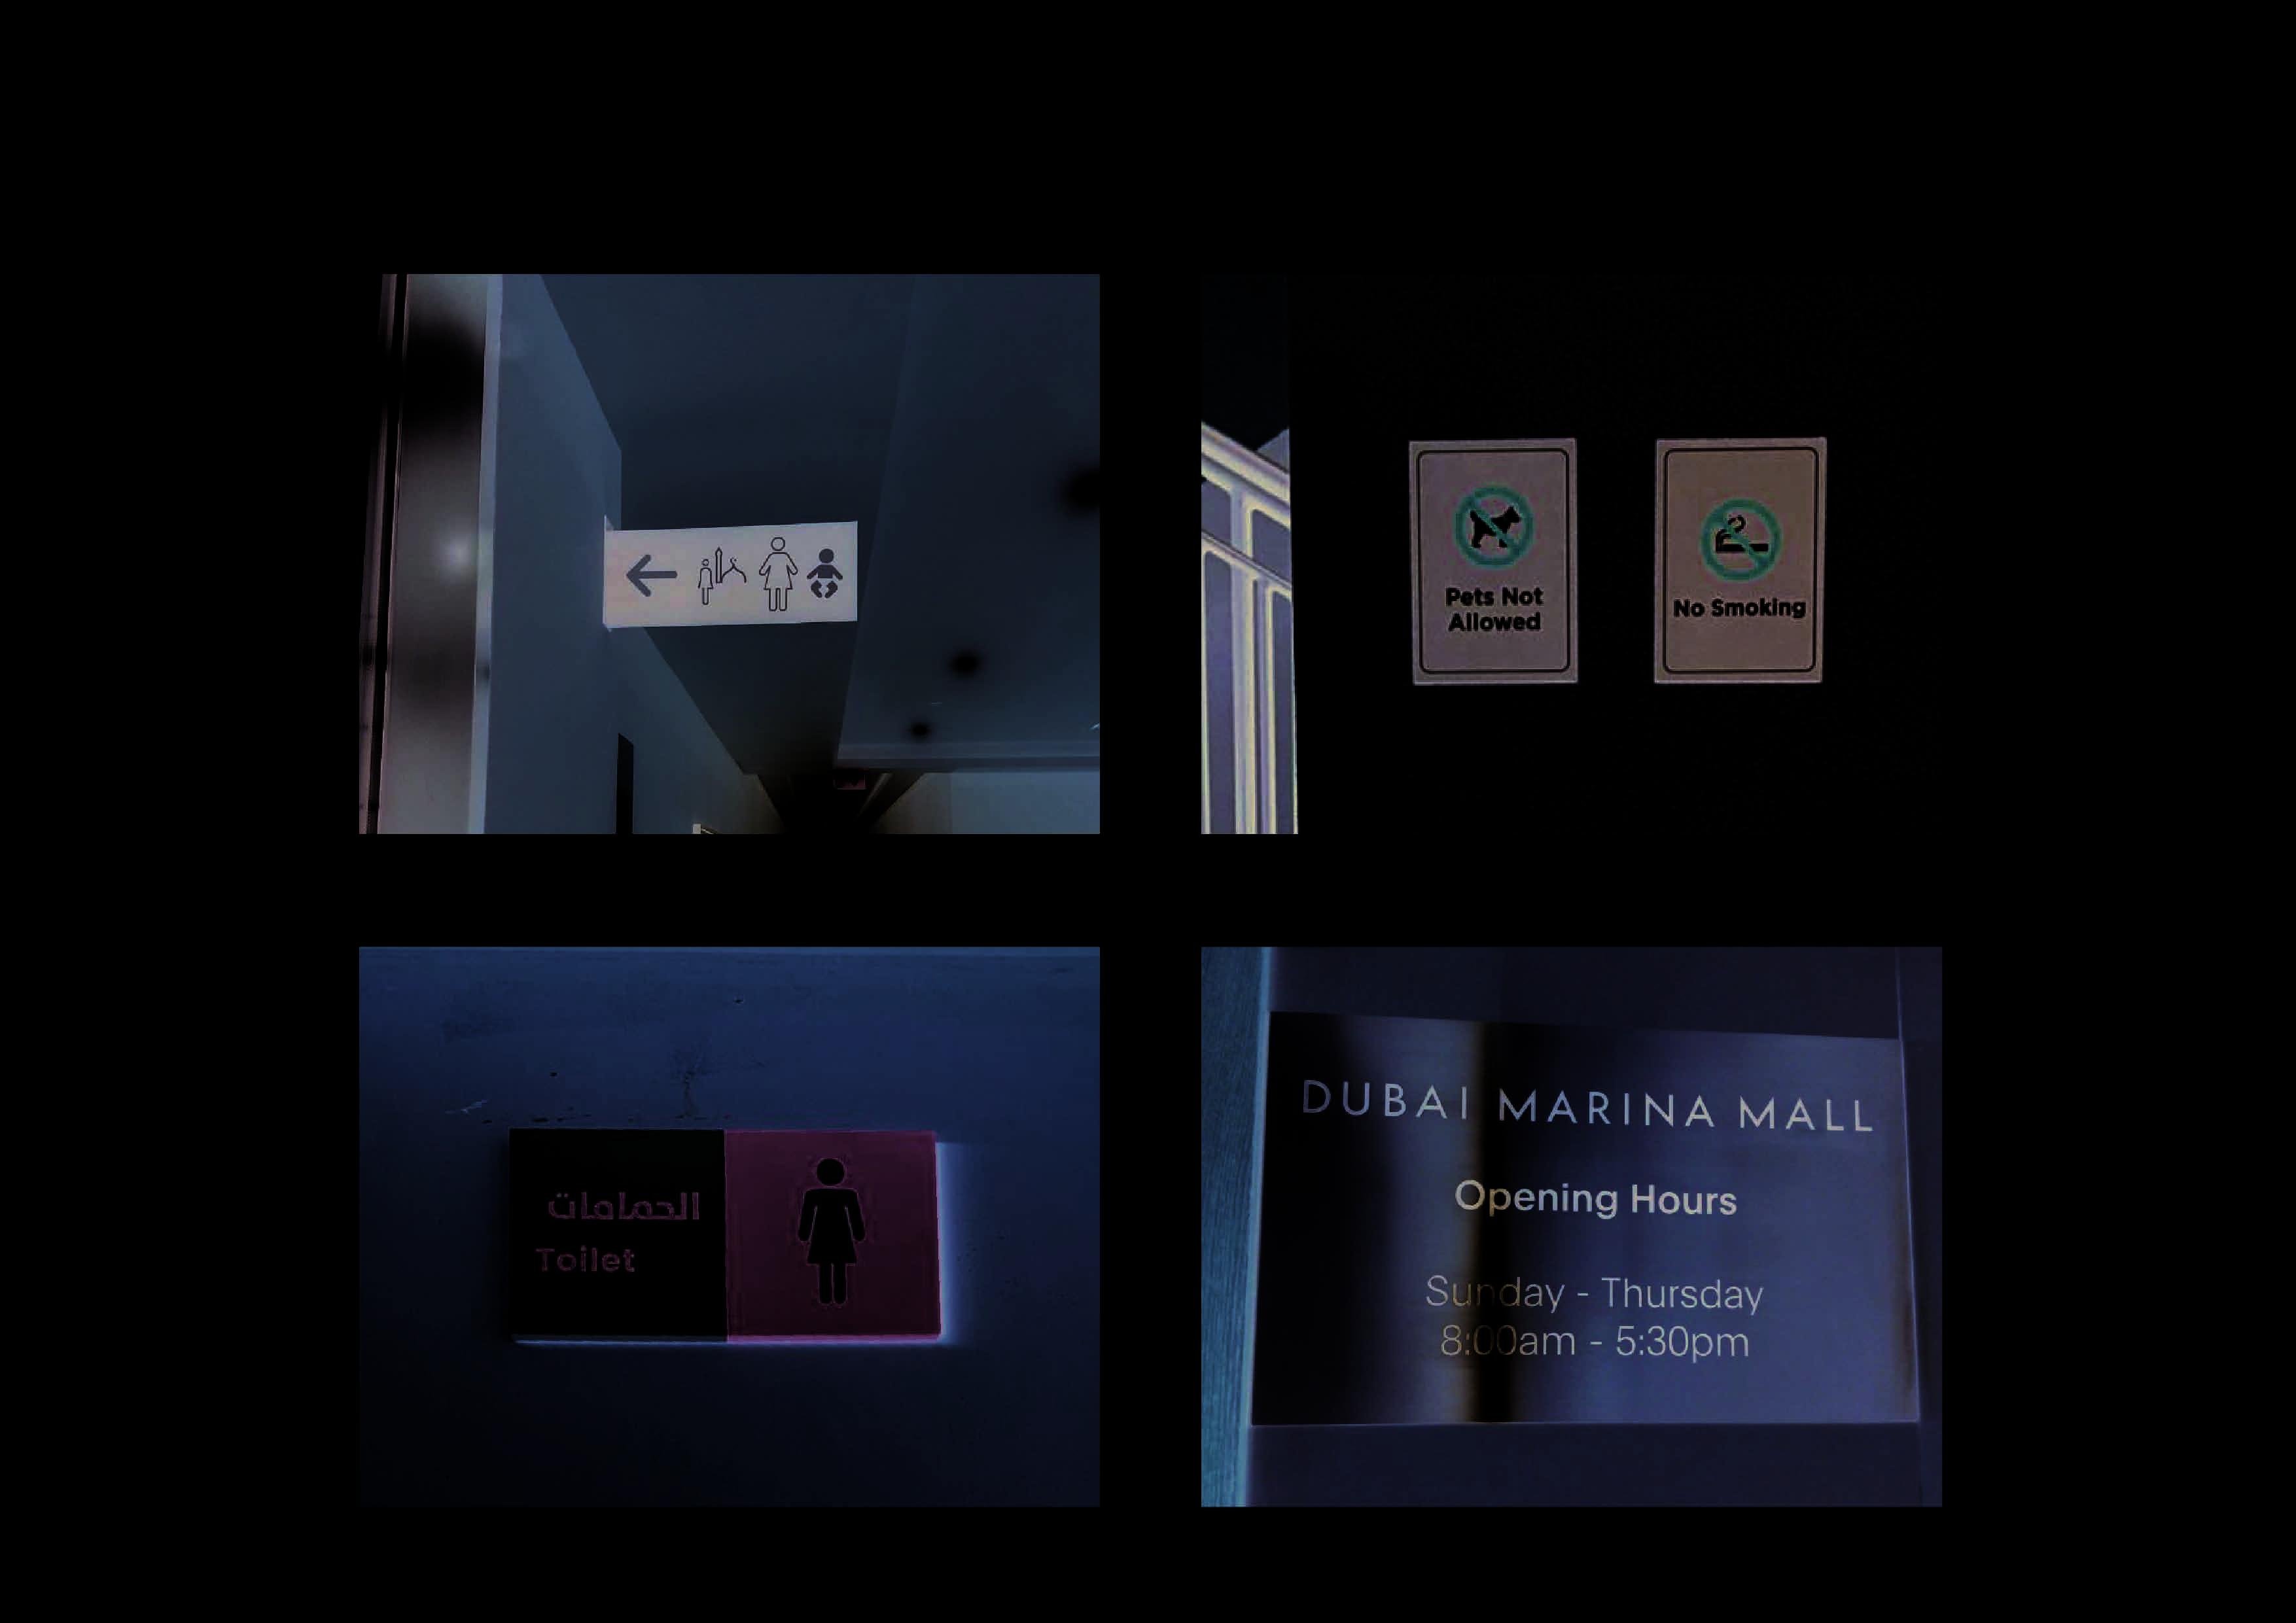 Pets Not
Allowed
No Smoking
الحمامات
Toilet
DUBAI MARINA MALL
Opening Hours
Sunday - Thursday
8:00am - 5:30pm